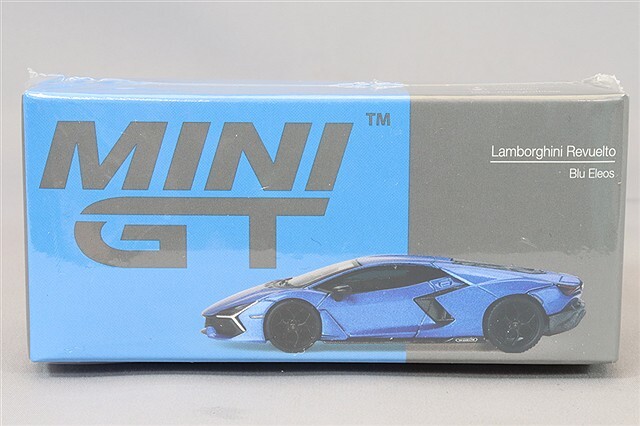 MINI
GT
TM
Lamborghini Revuelto
Blu Eleos